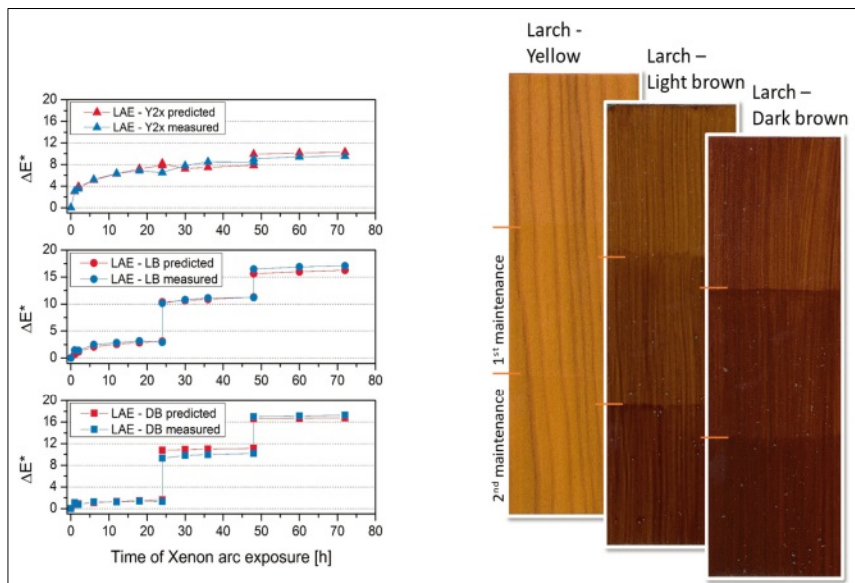 20
16
12
8
4
0
ΔE*
LAE - Y2x predicted
LAE - Y2x measured
0 10 20 30 40 50 60 70 80
20
15
10
5
0
ΔE*
LAE - LB predicted
LAE - LB measured
0 10 20 30 40 50 60 70 80
20
16
12
8
4
0
ΔE*
LAE - DB predicted
LAE - DB measured
0 10 20 30 40 50 60 70 80
Time of Xenon arc exposure [h]
Larch -
Yellow
Larch –
Light brown
Larch –
Dark brown
1st maintenance
2nd maintenance